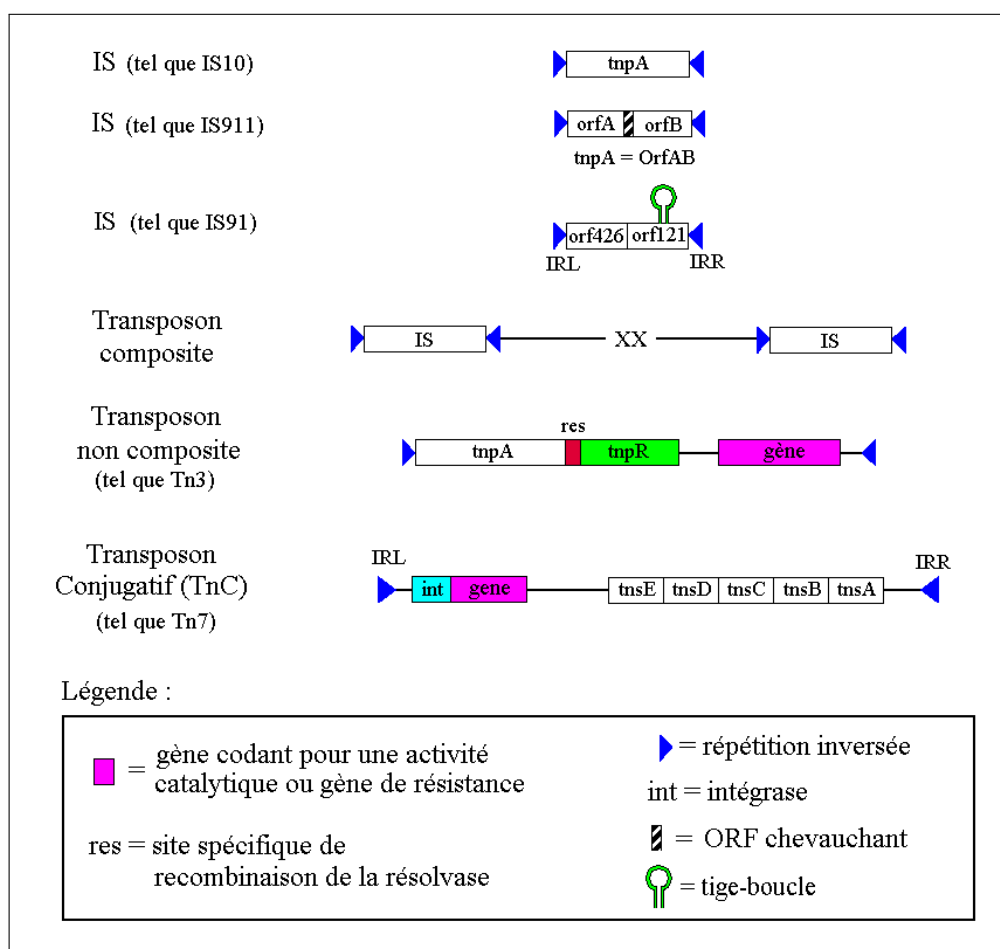 IS (tel que IS10)
tnpA
IS (tel que IS911)
orfA orfB
tnpA = OrfAB
IS (tel que IS91)
orf426 orf121
IRL IRR
Transposon
composite
IS XX IS
Transposon
non composite
(tel que Tn3)
res
tnpA tnpR gène
Transposon
Conjugatif (TnC)
(tel que Tn7)
IRL IRR
int gene tnsE tnsD tnsC tnsB tnsA
Légende :
= gène codant pour une activité
catalytique ou gène de résistance
res = site spécifique de
recombinaison de la résolvase
= répétition inversée
int = intégrase
= ORF chevauchant
= tige-boucle